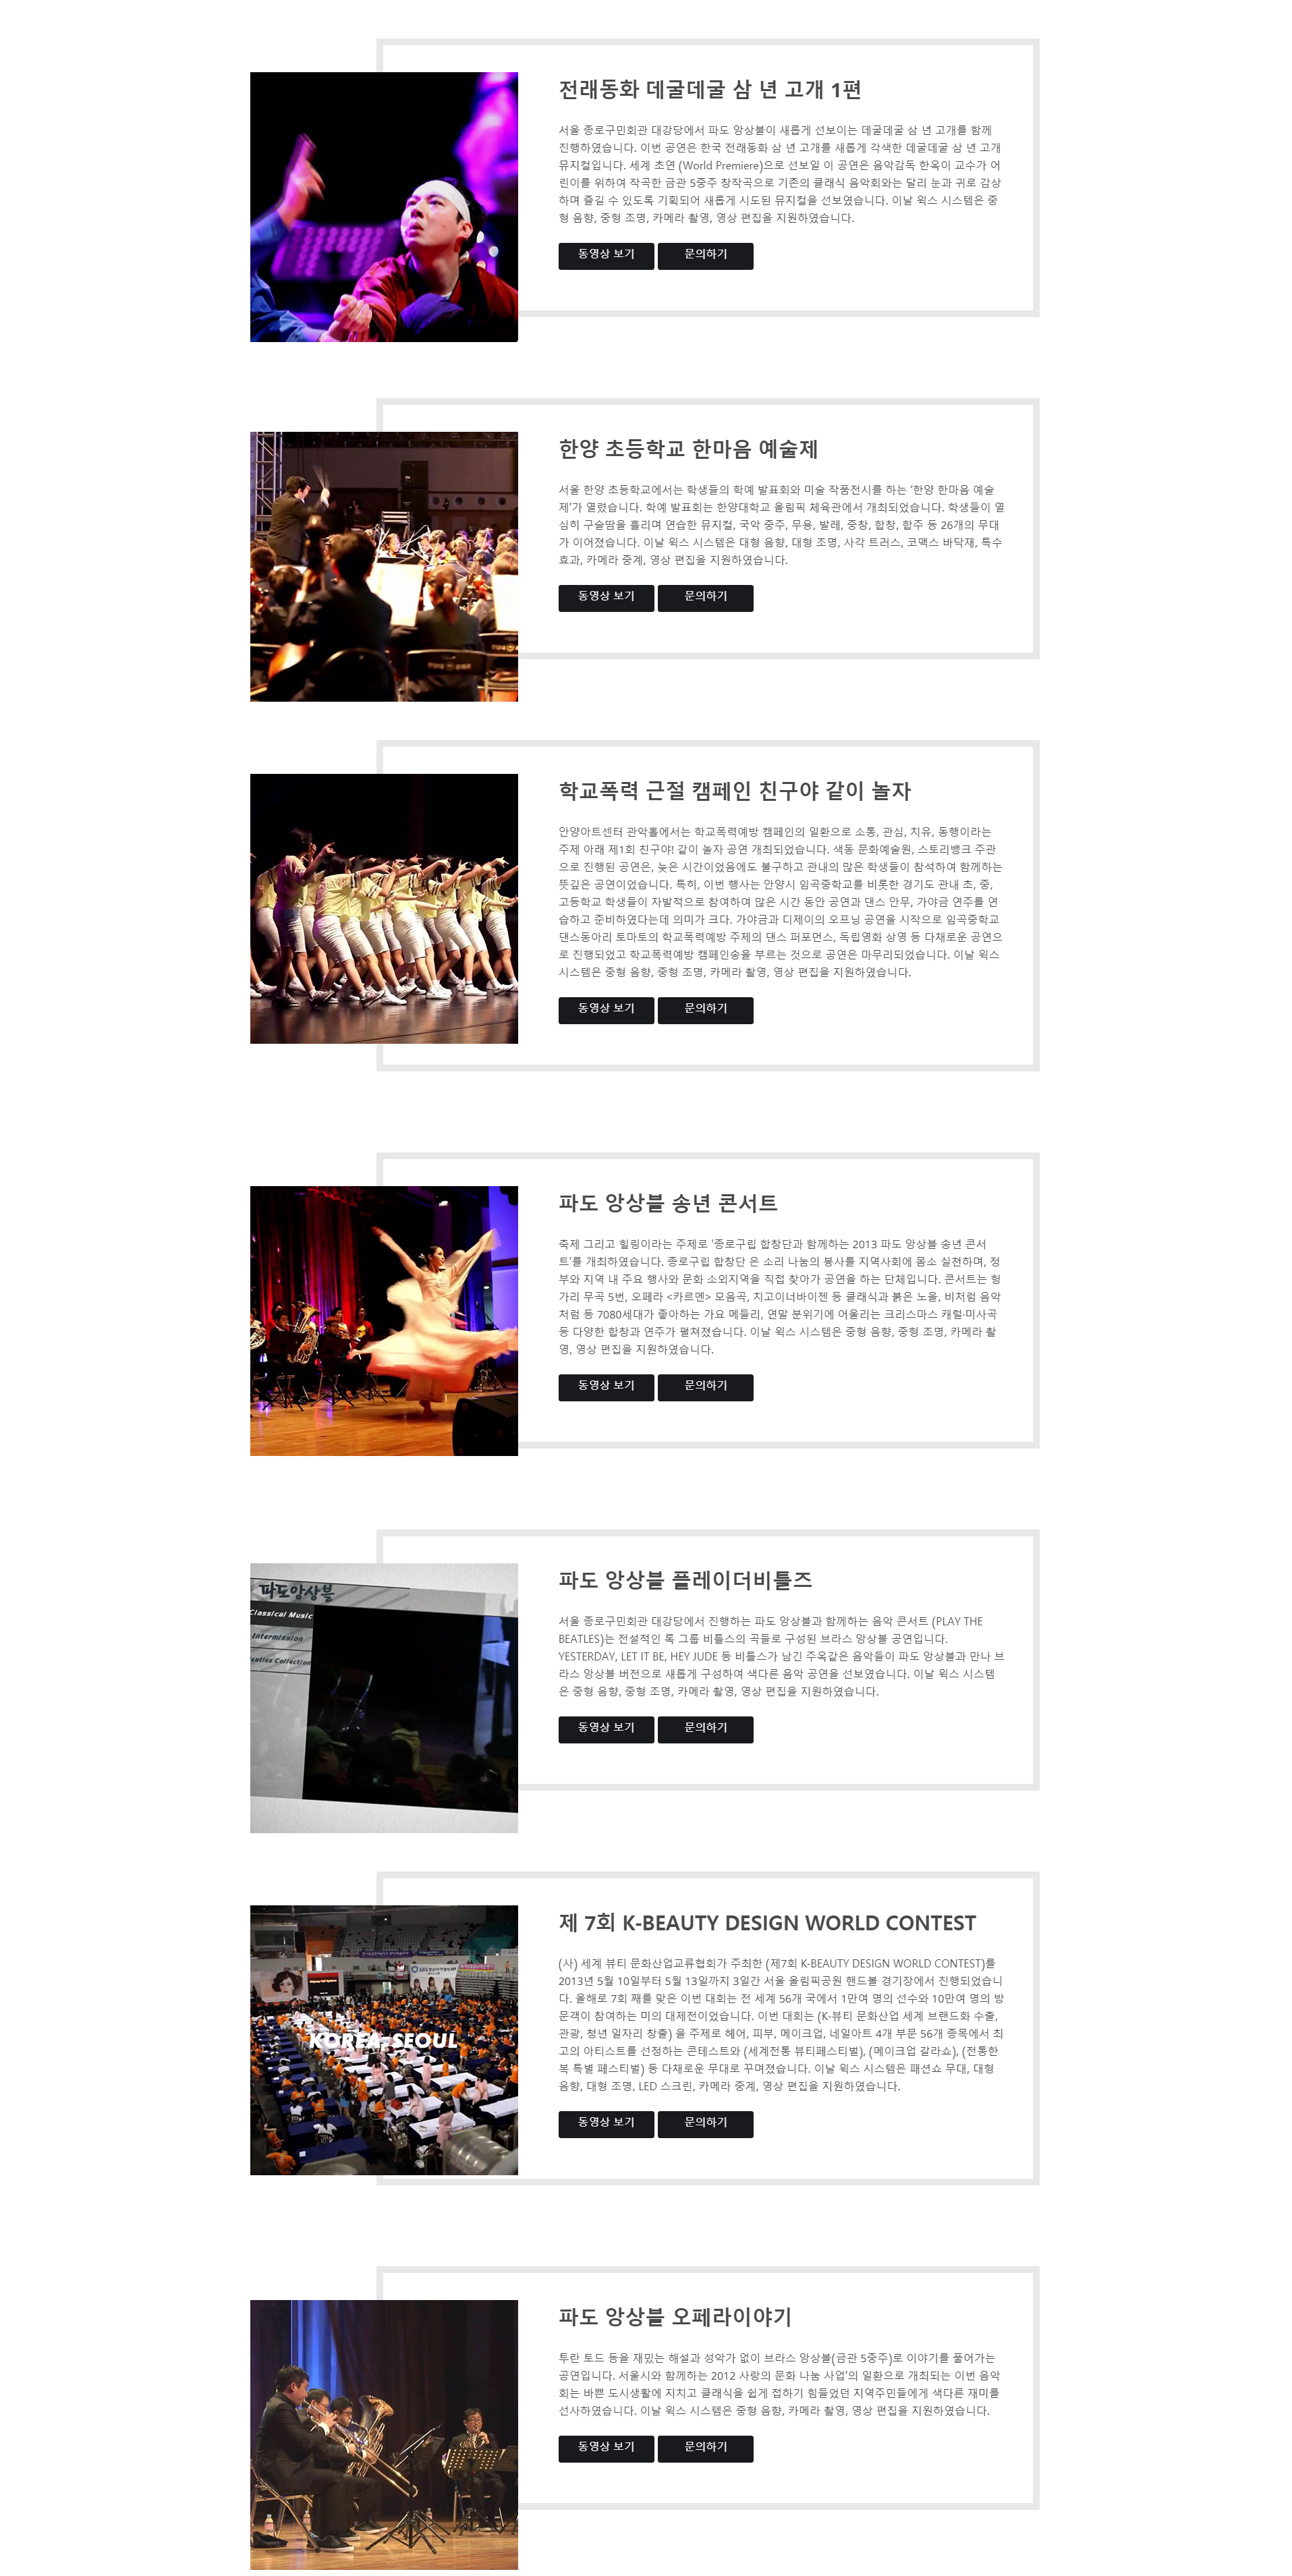 전래동화 데굴데굴 삼 년 고개 1편
서울 종로구민회관 대강당에서 파도 앙상블이 새롭게 선보이는 데굴데굴 삼 년 고개를 함께
진행하였습니다. 이번 공연은 한국 전래동화 삼 년 고개를 새롭게 각색한 데굴데굴 삼 년 고개
뮤지컬입니다. 세계 초연 (World Premiere)으로 선보일 이 공연은 음악감독 한옥이 교수가 어
린이를 위하여 작곡한 금관 5중주 창작곡으로 기존의 클래식 음악회와는 달리 눈과 귀로 감상
하며 즐길 수 있도록 기획되어 새롭게 시도된 뮤지컬을 선보였습니다. 이날 윅스 시스템은 중
형 음향, 중형 조명, 카메라 촬영, 영상 편집을 지원하였습니다.
동영상 보기 문의하기
한양 초등학교 한마음 예술제
서울 한양 초등학교에서는 학생들의 학예 발표회와 미술 작품전시를 하는 '한양 한마음 예술
제'가 열렸습니다. 학예 발표회는 한양대학교 올림픽 체육관에서 개최되었습니다. 학생들이 열
심히 구슬땀을 흘리며 연습한 뮤지컬, 국악 중주, 무용, 발레, 중창, 합창, 합주 등 26개의 무대
가 이어졌습니다. 이날 윅스 시스템은 대형 음향, 대형 조명, 사각 트러스, 코맥스 바닥재, 특수
효과, 카메라 중계, 영상 편집을 지원하였습니다.
동영상 보기 문의하기
학교폭력 근절 캠페인 친구야 같이 놀자
안양아트센터 관악홀에서는 학교폭력예방 캠페인의 일환으로 소통, 관심, 치유, 동행이라는
주제 아래 제1회 친구야! 같이 놀자 공연 개최되었습니다. 색동 문화예술원, 스토리뱅크 주관
으로 진행된 공연은, 늦은 시간이었음에도 불구하고 관내의 많은 학생들이 참석하여 함께하는
뜻깊은 공연이었습니다. 특히, 이번 행사는 안양시 임곡중학교를 비롯한 경기도 관내 초, 중,
고등학교 학생들이 자발적으로 참여하여 많은 시간 동안 공연과 댄스 안무, 가야금 연주를 연
습하고 준비하였다는데 의미가 크다. 가야금과 디제이의 오프닝 공연을 시작으로 임곡중학교
댄스동아리 토마토의 학교폭력예방 주제의 댄스 퍼포먼스, 독립영화 상영 등 다채로운 공연으
로 진행되었고 학교폭력예방 캠페인송을 부르는 것으로 공연은 마무리되었습니다. 이날 윅스
시스템은 중형 음향, 중형 조명, 카메라 촬영, 영상 편집을 지원하였습니다.
동영상 보기 문의하기
파도 앙상블 송년 콘서트
축제 그리고 힐링이라는 주제로 '종로구립 합창단과 함께하는 2013 파도 앙상블 송년 콘서
트'를 개최하였습니다. 종로구립 합창단 은 소리 나눔의 봉사를 지역사회에 몸소 실천하며, 정
부와 지역 내 주요 행사와 문화 소외지역을 직접 찾아가 공연을 하는 단체입니다. 콘서트는 헝
가리 무곡 5번, 오페라 <카르멘> 모음곡, 치고이너바이젠 등 클래식과 붉은 노을, 비처럼 음악
처럼 등 7080세대가 좋아하는 가요 메들리, 연말 분위기에 어울리는 크리스마스 캐럴·미사곡
등 다양한 합창과 연주가 펼쳐졌습니다. 이날 윅스 시스템은 중형 음향, 중형 조명, 카메라 촬
영, 영상 편집을 지원하였습니다.
동영상 보기 문의하기
파도앙상블
Classical Music
Intermission
Beatles Collection
파도 앙상블 플레이더비틀즈
서울 종로구민회관 대강당에서 진행하는 파도 앙상블과 함께하는 음악 콘서트 (PLAY THE
BEATLES)는 전설적인 록 그룹 비틀스의 곡들로 구성된 브라스 앙상블 공연입니다.
YESTERDAY, LET IT BE, HEY JUDE 등 비틀스가 남긴 주옥같은 음악들이 파도 앙상블과 만나 브
라스 앙상블 버전으로 새롭게 구성하여 색다른 음악 공연을 선보였습니다. 이날 윅스 시스템
은 중형 음향, 중형 조명, 카메라 촬영, 영상 편집을 지원하였습니다.
동영상 보기 문의하기
KOREA, SEOUL
제 7회 K-BEAUTY DESIGN WORLD CONTEST
(사) 세계 뷰티 문화산업교류협회가 주최한 (제7회 K-BEAUTY DESIGN WORLD CONTEST)를
2013년 5월 10일부터 5월 13일까지 3일간 서울 올림픽공원 핸드볼 경기장에서 진행되었습니
다. 올해로 7회 째를 맞은 이번 대회는 전 세계 56개 국에서 1만여 명의 선수와 10만여 명의 방
문객이 참여하는 미의 대제전이었습니다. 이번 대회는 (K-뷰티 문화산업 세계 브랜드화 수출,
관광, 청년 일자리 창출) 을 주제로 헤어, 피부, 메이크업, 네일아트 4개 부문 56개 종목에서 최
고의 아티스트를 선정하는 콘테스트와 (세계전통 뷰티페스티벌), (메이크업 갈라쇼), (전통한
복 특별 페스티벌) 등 다채로운 무대로 꾸며졌습니다. 이날 윅스 시스템은 패션쇼 무대, 대형
음향, 대형 조명, LED 스크린, 카메라 중계, 영상 편집을 지원하였습니다.
동영상 보기 문의하기
파도 앙상블 오페라이야기
투란 토드 등을 재밌는 해설과 성악가 없이 브라스 앙상블(금관 5중주)로 이야기를 풀어가는
공연입니다. 서울시와 함께하는 2012 사랑의 문화 나눔 사업'의 일환으로 개최되는 이번 음악
회는 바쁜 도시생활에 지치고 클래식을 쉽게 접하기 힘들었던 지역주민들에게 색다른 재미를
선사하였습니다. 이날 윅스 시스템은 중형 음향, 카메라 촬영, 영상 편집을 지원하였습니다.
동영상 보기 문의하기